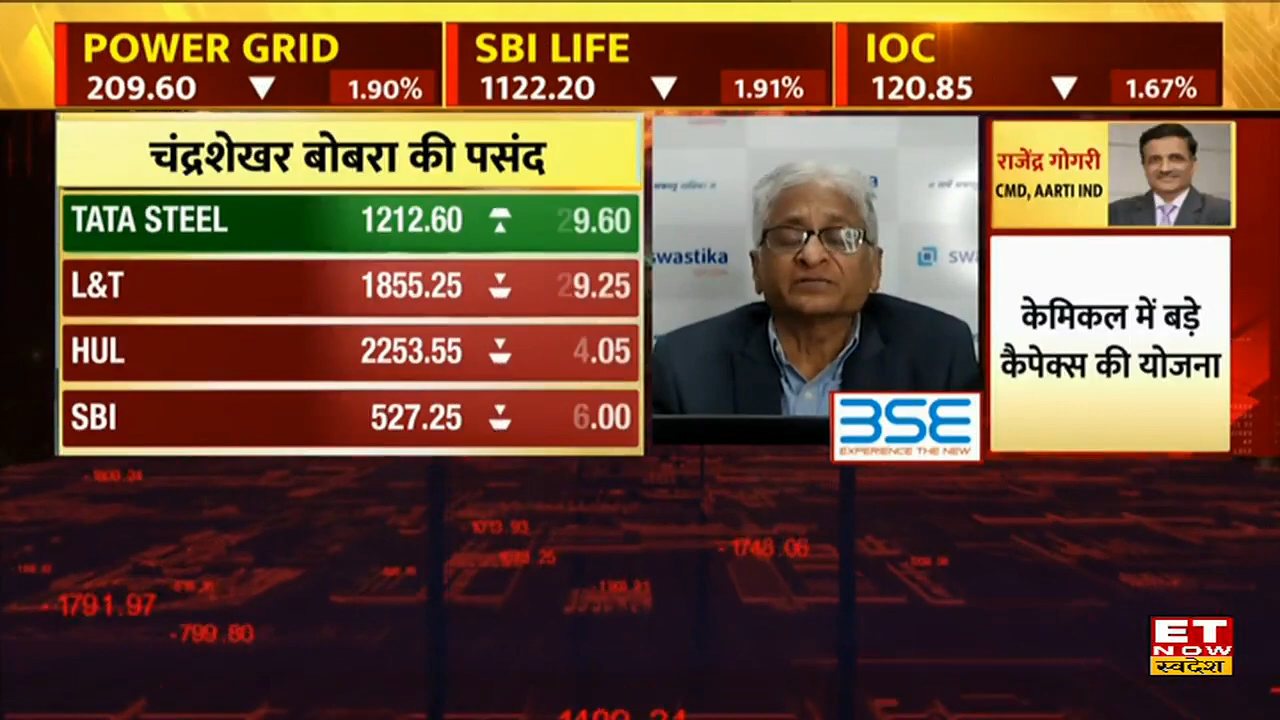 POWER GRID
209.60 ▼ 1.90%
SBI LIFE
1122.20 ▼ 1.91%
IOC
120.85 ▼ 1.67%
चंद्रशेखर बोबरा की पसंद
TATA STEEL 1212.60 29.60
L&T 1855.25 29.25
HUL 2253.55 4.05
SBI 527.25 6.00
swastika
swa
BSE
EXPERIENCE THE NEW
राजेंद्र गोगरी
CMD, AARTI IND
केमिकल में बड़े
कैपेक्स की योजना
-1748.06
-1791.97
-799.80
ET
NOW
स्वदेश